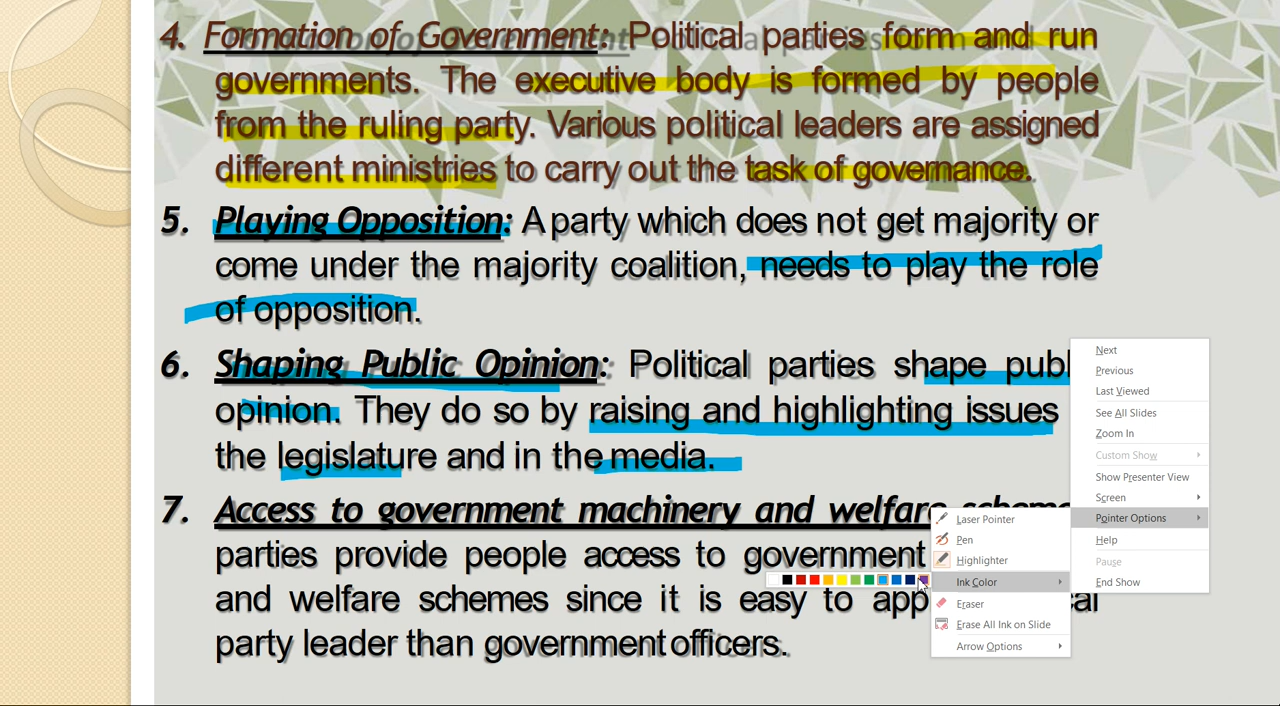 4. Formation of Government: Political parties form and run
governments. The executive body is formed by people
from the ruling party. Various political leaders are assigned
different ministries to carry out the task of governance.
5. Playing Opposition: A party which does not get majority or
come under the majority coalition, needs to play the role
of opposition.
6. Shaping Public Opinion: Political parties shape publ
opinion. They do so by raising and highlighting issues
the legislature and in the media.
7. Access to government machinery and welfare scheme
parties provide people access to government
and welfare schemes since it is easy to app
party leader than government officers.
Next
Previous
Last Viewed
See All Slides
Zoom In
Custom Show
Show Presenter View
Screen
Pointer Options
Help
Pause
End Show
Laser Pointer
Pen
Highlighter
Ink Color
Eraser
Erase All Ink on Slide
Arrow Options